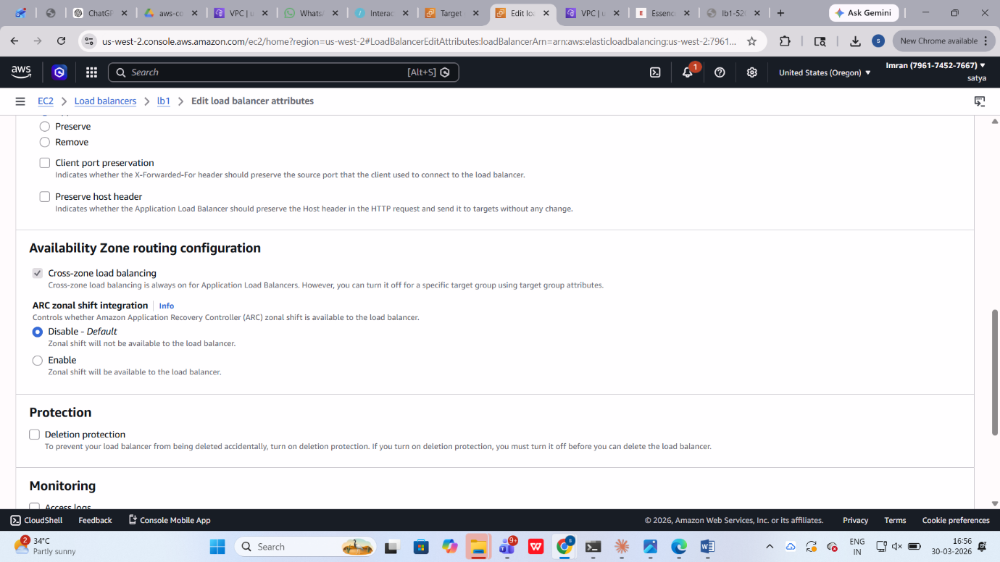 ChatGP
aws-co
VPC | u
Whats
Interac
Target
Edit lo
VPC | u
Essenc
lb1-520
Ask Gemini
us-west-2.console.aws.amazon.com/ec2/home?region=us-west-2#LoadBalancerEditAttributes:loadBalancerArn=arn:aws:elasticloadbalancing:us-west-2:7961...
S
New Chrome available
aws
Search
[Alt+S]
1
United States (Oregon)
Imran (7961-7452-7667)
satya
EC2
Load balancers
lb1
Edit load balancer attributes
Preserve
Remove
Client port preservation
Indicates whether the X-Forwarded-For header should preserve the source port that the client used to connect to the load balancer.
Preserve host header
Indicates whether the Application Load Balancer should preserve the Host header in the HTTP request and send it to targets without any change.
Availability Zone routing configuration
Cross-zone load balancing
Cross-zone load balancing is always on for Application Load Balancers. However, you can turn it off for a specific target group using target group attributes.
ARC zonal shift integration
Info
Controls whether Amazon Application Recovery Controller (ARC) zonal shift is available to the load balancer.
Disable - Default
Zonal shift will not be available to the load balancer.
Enable
Zonal shift will be available to the load balancer.
Protection
Deletion protection
To prevent your load balancer from being deleted accidentally, turn on deletion protection. If you turn on deletion protection, you must turn it off before you can delete the load balancer.
Monitoring
Access logs
CloudShell
Feedback
Console Mobile App
© 2026, Amazon Web Services, Inc. or its affiliates.
Privacy
Terms
Cookie preferences
2
34°C
Partly sunny
Search
9+
ENG
IN
16:56
30-03-2026